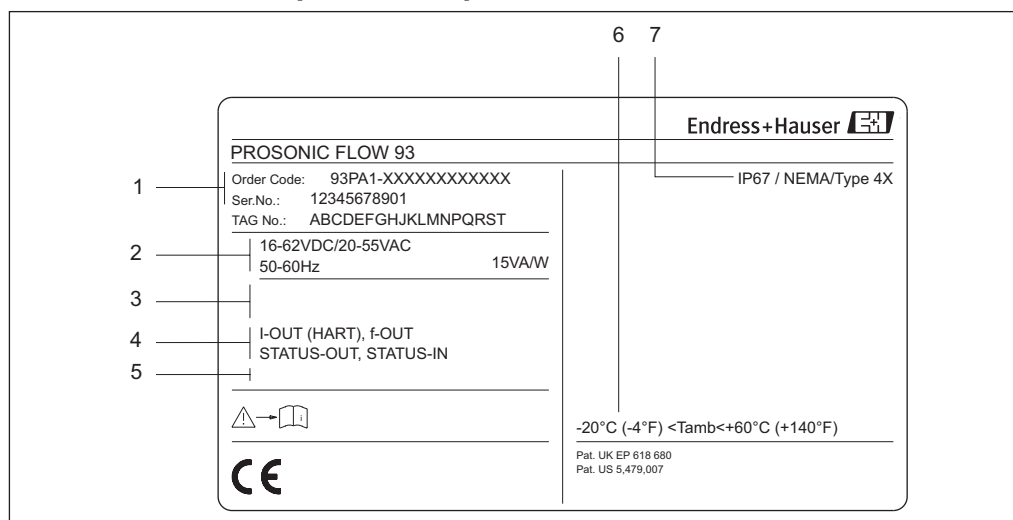 6 7
Endress+Hauser
PROSONIC FLOW 93
1
Order Code: 93PA1-XXXXXXXXXXXX
Ser.No.: 12345678901
TAG No.: ABCDEFGHJKLMNPQRST
IP67 / NEMA/Type 4X
2
16-62VDC/20-55VAC
50-60Hz 15VA/W
3
4
I-OUT (HART), f-OUT
STATUS-OUT, STATUS-IN
5
i
-20°C (-4°F) <Tamb<+60°C (+140°F)
Pat. UK EP 618 680
Pat. US 5,479,007
CE